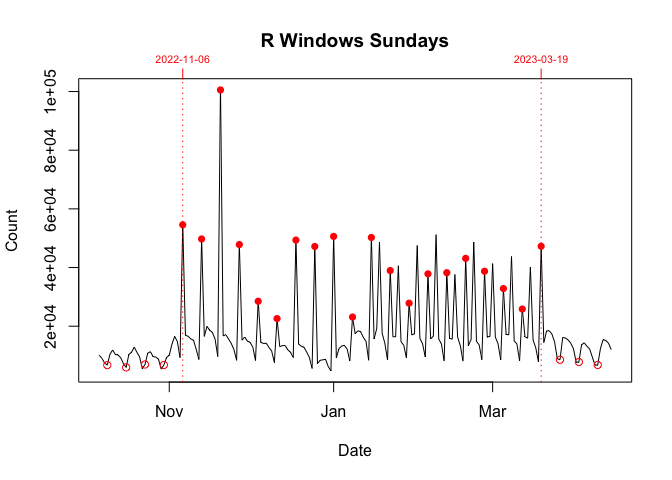 R Windows Sundays
2022-11-06 2023-03-19
1e+05
8e+04
6e+04
4e+04
2e+04
Count
Nov Jan Mar
Date